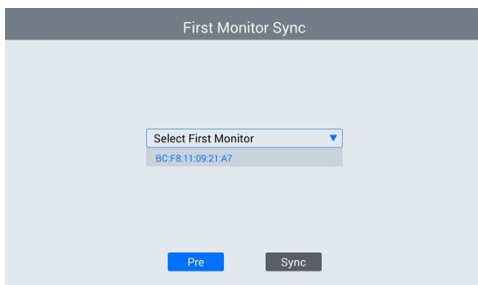 First Monitor Sync
Select First Monitor
BC:F8:11:09:21:A7
Pre
Sync